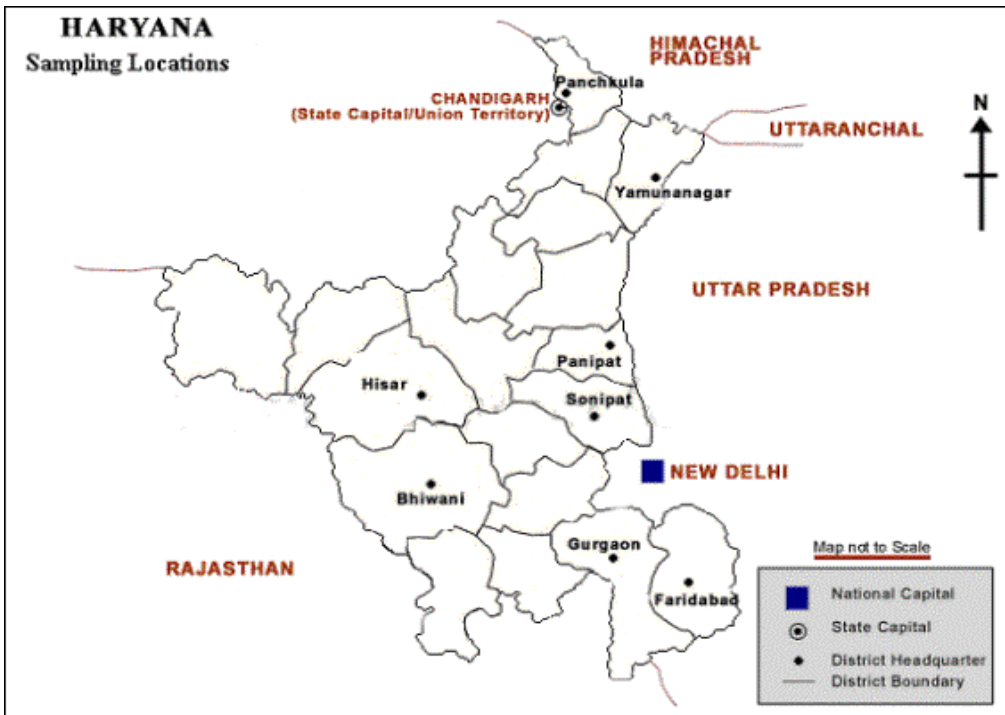 HARYANA
Sampling Locations
HIMACHAL
PRADESH
Panchkula
CHANDIGARH
(State Capital/Union Territory)
N
UTTARANCHAL
Yamunanagar
UTTAR PRADESH
Panipat
Hisar
Sonipat
NEW DELHI
Bhiwani
Gurgaon
RAJASTHAN
Faridabad
Map not to Scale
National Capital
State Capital
District Headquarter
District Boundary